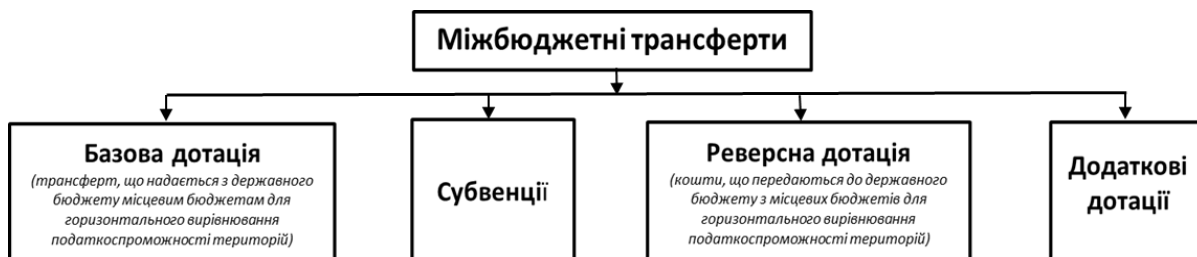 Міжбюджетні трансферти
Базова дотація
(трансферт, що надається з державного
бюджету місцевим бюджетам для
горизонтального вирівнювання
податкоспроможності територій)
Субвенції
Реверсна дотація
(кошти, що передаються до державного
бюджету з місцевих бюджетів для
горизонтального вирівнювання
податкоспроможності територій)
Додаткові
дотації